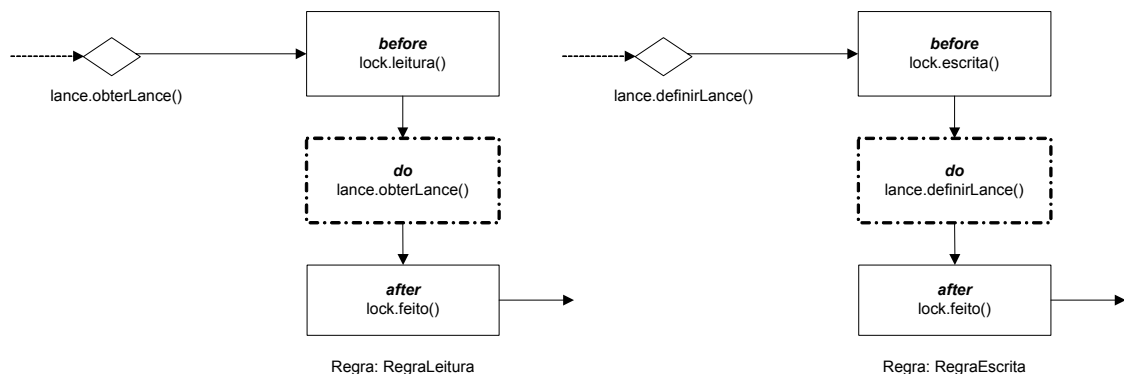 before
lock.leitura()
lance.obterLance()
do
lance.obterLance()
after
lock.feito()
Regra: RegraLeitura
before
lock.escrita()
lance.definirLance()
do
lance.definirLance()
after
lock.feito()
Regra: RegraEscrita